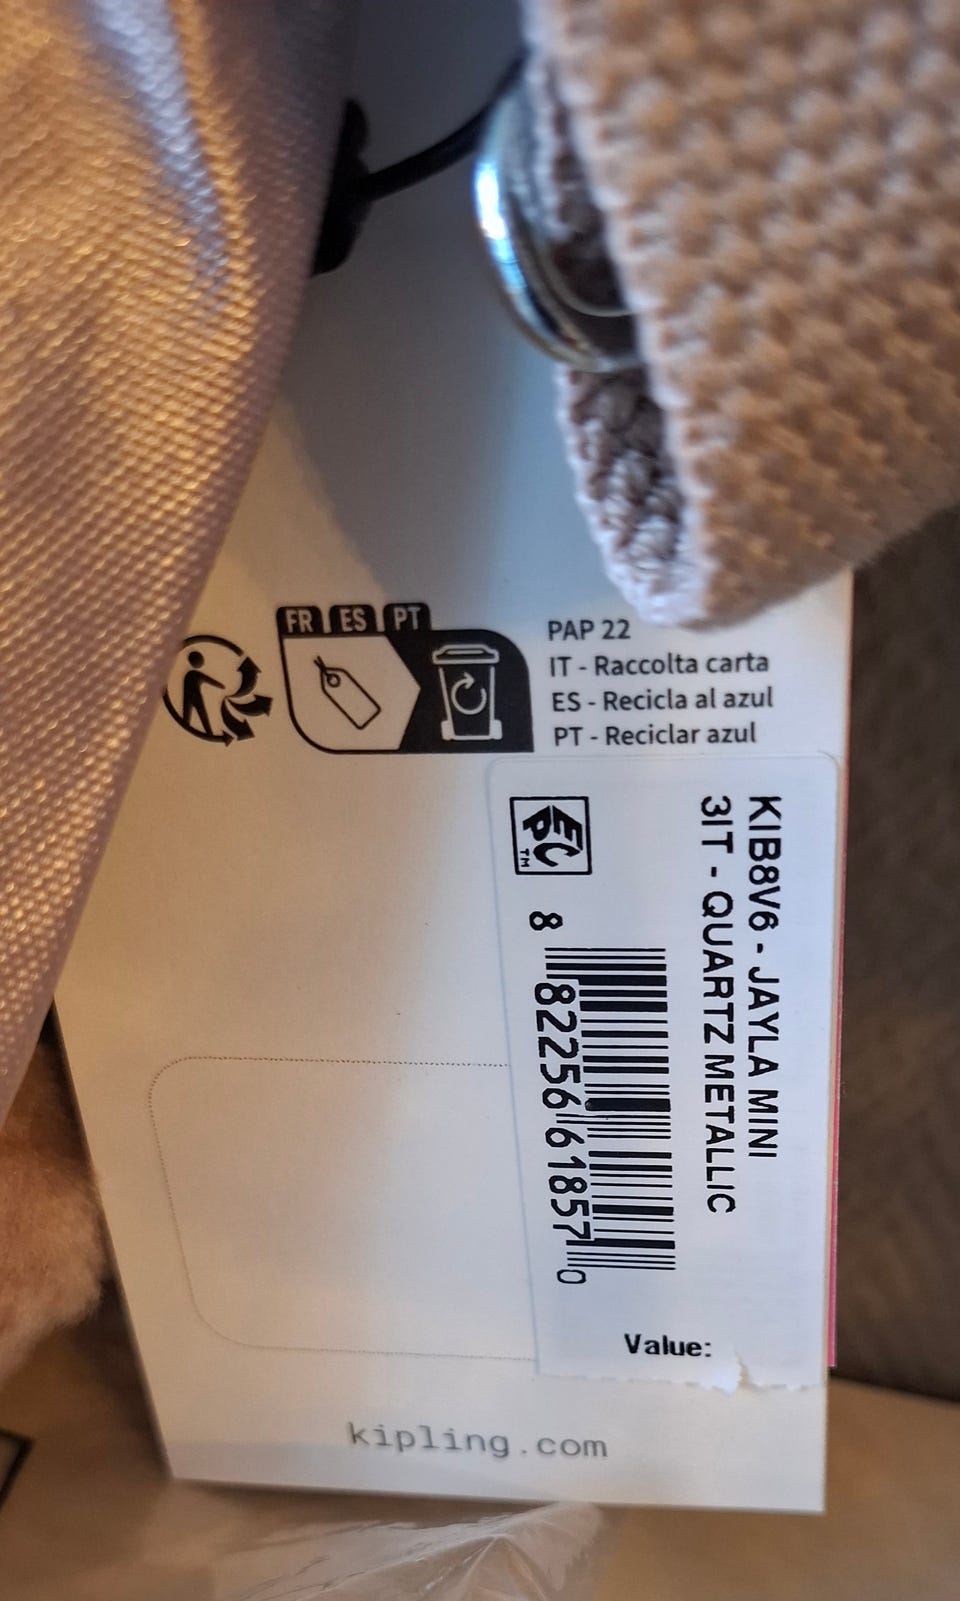 FR ES PT
PAP 22
IT - Raccolta carta
ES - Recicla al azul
PT - Reciclar azul
KIB8V6 - JAYLA MINI
3IT - QUARTZ METALLIC
EPC™
8 82256 61857 0
Value:
kipling.com